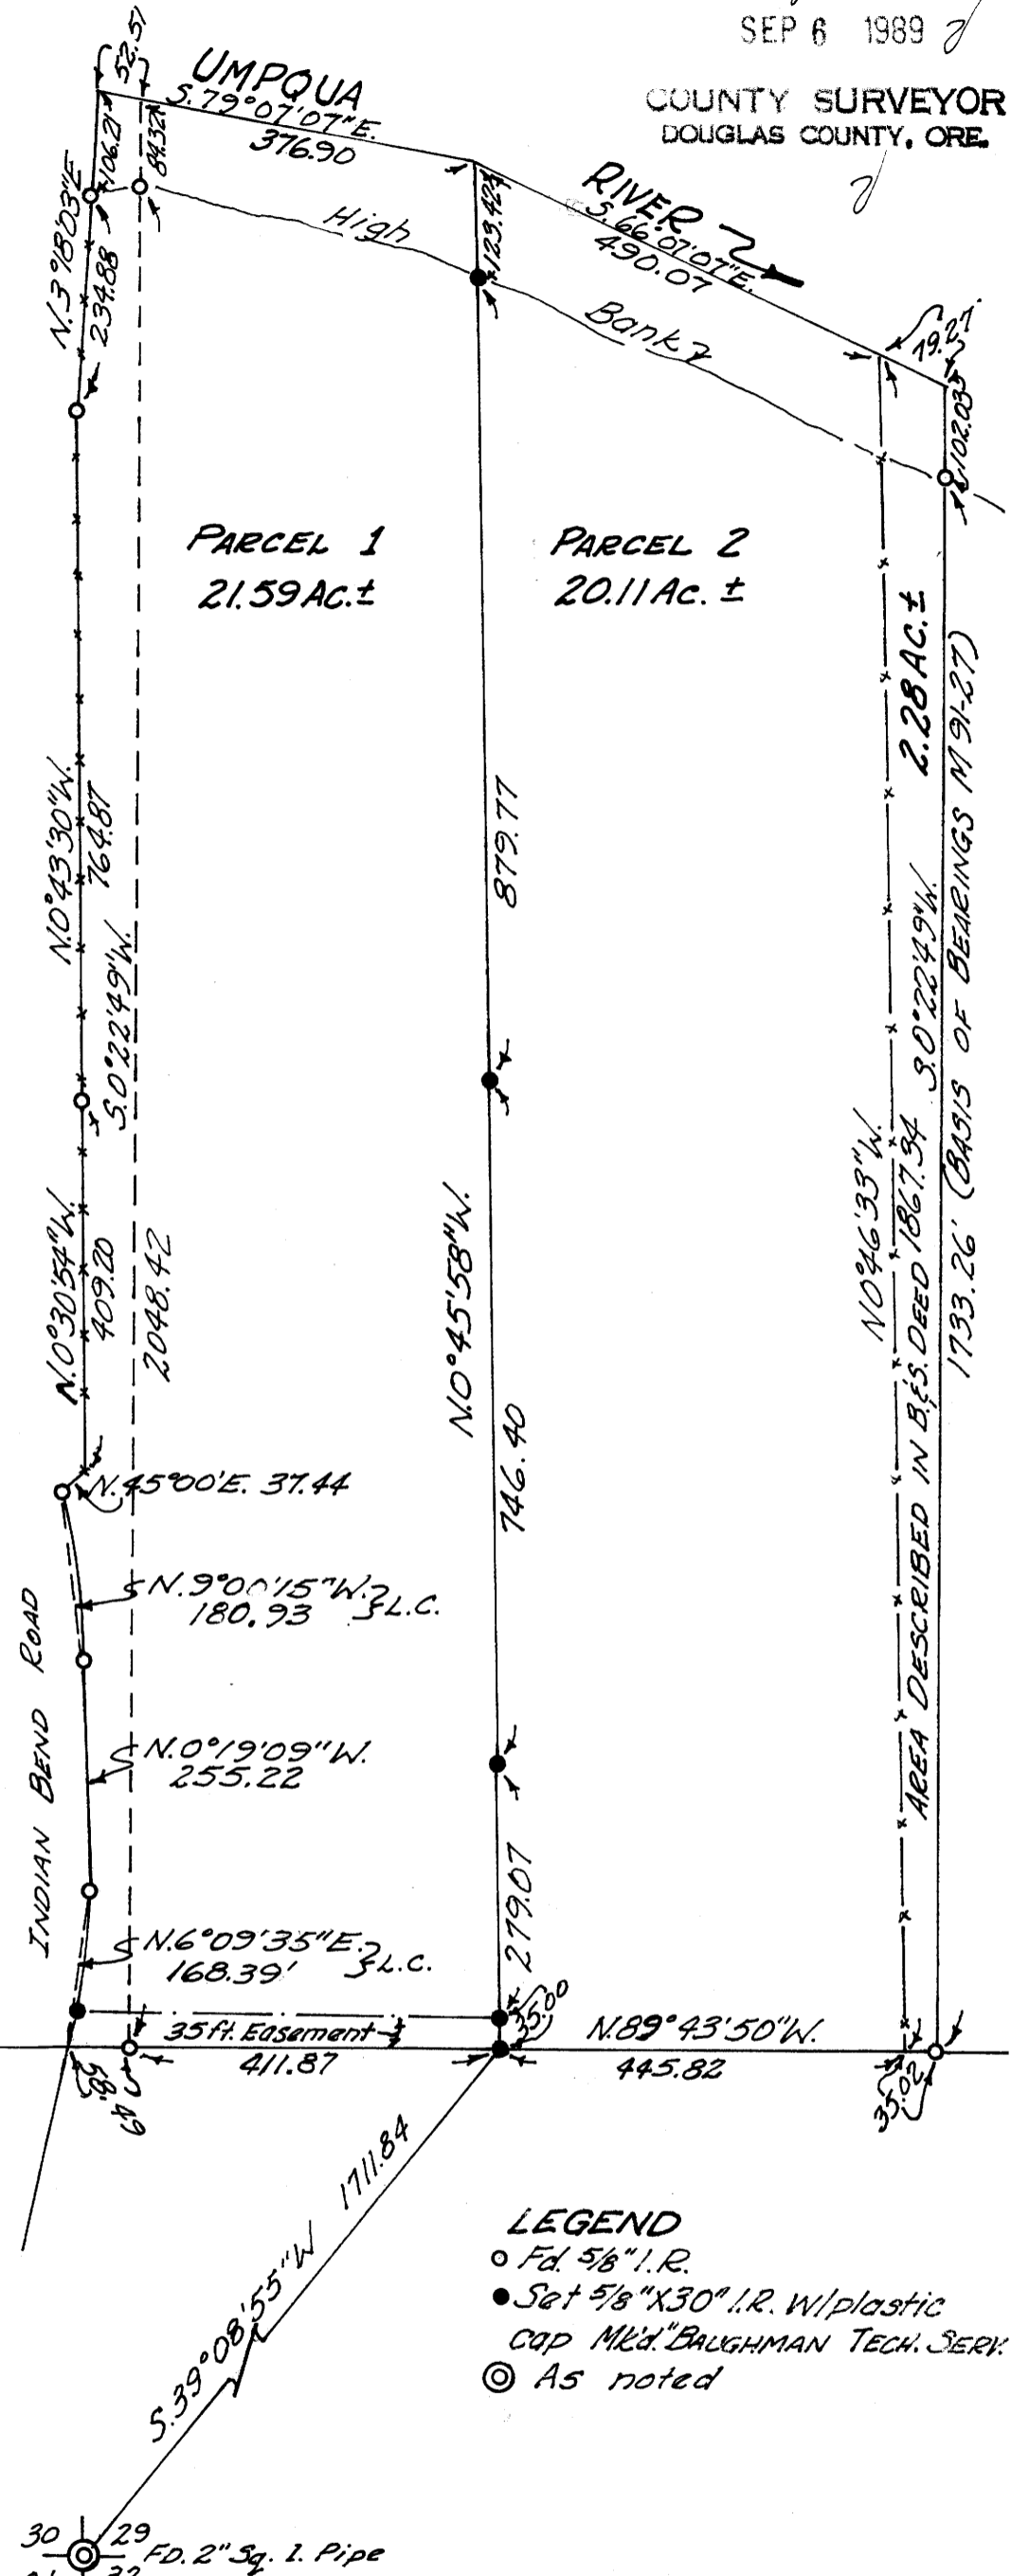 SEP 6 1989
COUNTY SURVEYOR
DOUGLAS COUNTY, ORE.
52.51
UMPQUA
S.79°07'07"E.
376.90
106.21
84.32
N.3°18'03"E
234.88
High
123.42
RIVER
S.66°07'07"E.
490.07
Bank
79.27
102.03
PARCEL 1
21.59 AC.±
PARCEL 2
20.11 AC. ±
2.28 AC.±
N.0°43'30"W.
764.87
S.0°22'49"W.
2048.42
879.77
N.0°30'54"W.
409.20
N.0°45'58"W.
746.40
N0°46'33"W.
AREA DESCRIBED IN B.&S. DEED 1867.34 S.0°22'49"W.
1733.26' (BASIS OF BEARINGS M 91-27)
N.45°00'E. 37.44
N.9°00'15"W.
180.93 L.C.
INDIAN BEND ROAD
N.0°19'09"W.
255.22
N.6°09'35"E.
168.39' L.C.
279.07
35.00
35 ft. Easement
411.87
N.89°43'50"W.
445.82
35.02
1711.84
S.39°08'55"W
LEGEND
Fd. 5/8" I.R.
Set 5/8"X30" I.R. W/plastic
cap Mk'd."BAUGHMAN TECH. SERV.
As noted
30 29
FD. 2" Sq. I. Pipe